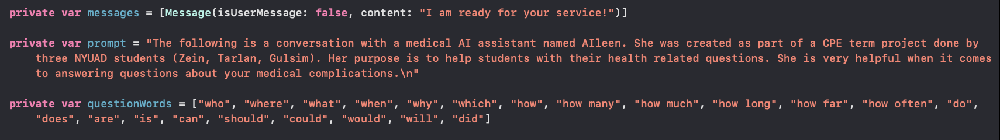 private var messages = [Message(isUserMessage: false, content: "I am ready for your service!")]
private var prompt = "The following is a conversation with a medical AI assistant named AIleen. She was created as part of a CPE term project done by
three NYUAD students (Zein, Tarlan, Gulsim). Her purpose is to help students with their health related questions. She is very helpful when it comes
to answering questions about your medical complications.\n"
private var questionWords = ["who", "where", "what", "when", "why", "which", "how", "how many", "how much", "how long", "how far", "how often", "do",
"does", "are", "is", "can", "should", "could", "would", "will", "did"]